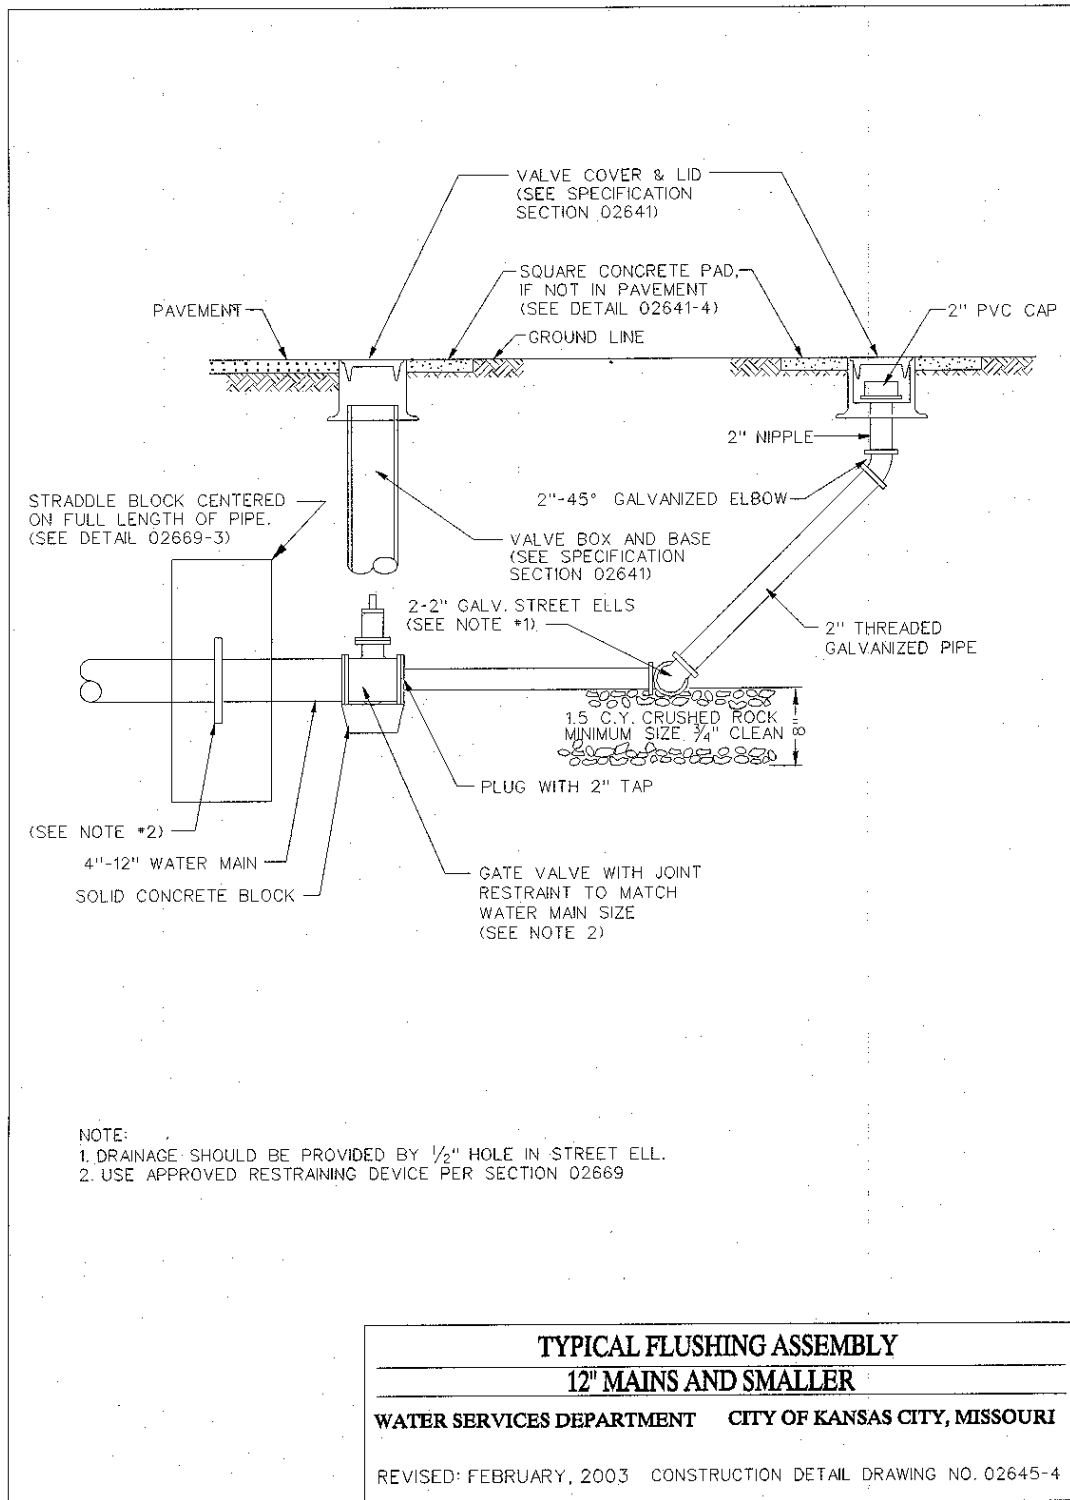 VALVE COVER & LID
(SEE SPECIFICATION
SECTION 02641)
SQUARE CONCRETE PAD,
IF NOT IN PAVEMENT
(SEE DETAIL 02641-4)
PAVEMENT
2" PVC CAP
GROUND LINE
2" NIPPLE
STRADDLE BLOCK CENTERED
ON FULL LENGTH OF PIPE.
(SEE DETAIL 02669-3)
2"-45° GALVANIZED ELBOW
VALVE BOX AND BASE
(SEE SPECIFICATION
SECTION 02641)
2-2" GALV. STREET ELLS
(SEE NOTE #1)
2" THREADED
GALVANIZED PIPE
1.5 C.Y. CRUSHED ROCK
MINIMUM SIZE 3/4" CLEAN
PLUG WITH 2" TAP
(SEE NOTE #2)
4"-12" WATER MAIN
SOLID CONCRETE BLOCK
GATE VALVE WITH JOINT
RESTRAINT TO MATCH
WATER MAIN SIZE
(SEE NOTE 2)
NOTE:
1. DRAINAGE SHOULD BE PROVIDED BY 1/2" HOLE IN STREET ELL.
2. USE APPROVED RESTRAINING DEVICE PER SECTION 02669
TYPICAL FLUSHING ASSEMBLY
12" MAINS AND SMALLER
WATER SERVICES DEPARTMENT CITY OF KANSAS CITY, MISSOURI
REVISED: FEBRUARY, 2003 CONSTRUCTION DETAIL DRAWING NO. 02645-4